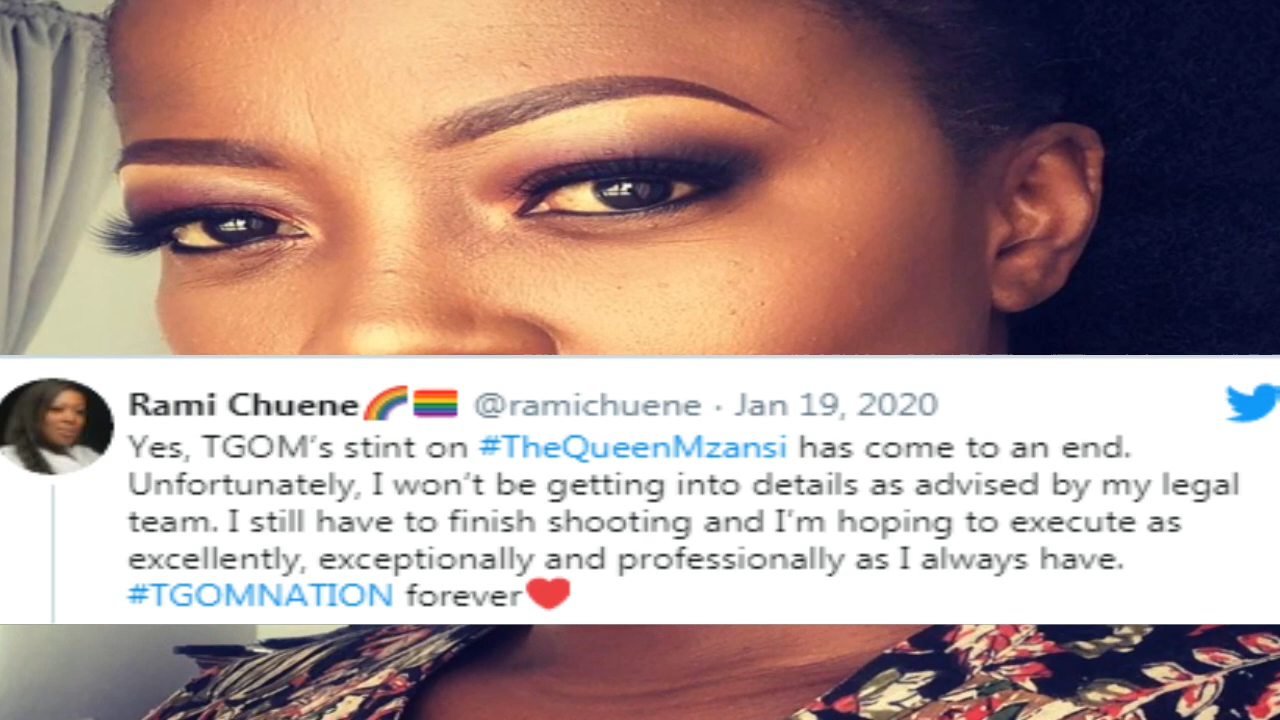 Rami Chuene🌈🏳️‍🌈 @ramichuene · Jan 19, 2020
Yes, TGOM’s stint on #TheQueenMzansi has come to an end.
Unfortunately, I won’t be getting into details as advised by my legal
team. I still have to finish shooting and I’m hoping to execute as
excellently, exceptionally and professionally as I always have.
#TGOMNATION forever❤️